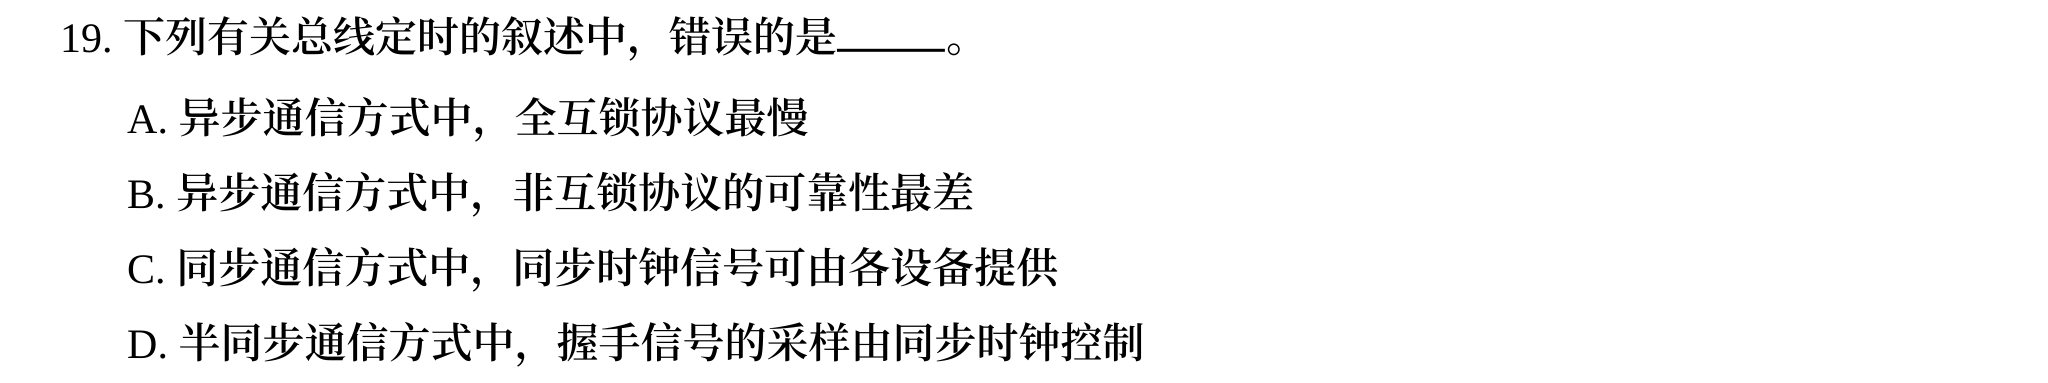 19. 下列有关总线定时的叙述中，错误的是_____。
A. 异步通信方式中，全互锁协议最慢
B. 异步通信方式中，非互锁协议的可靠性最差
C. 同步通信方式中，同步时钟信号可由各设备提供
D. 半同步通信方式中，握手信号的采样由同步时钟控制